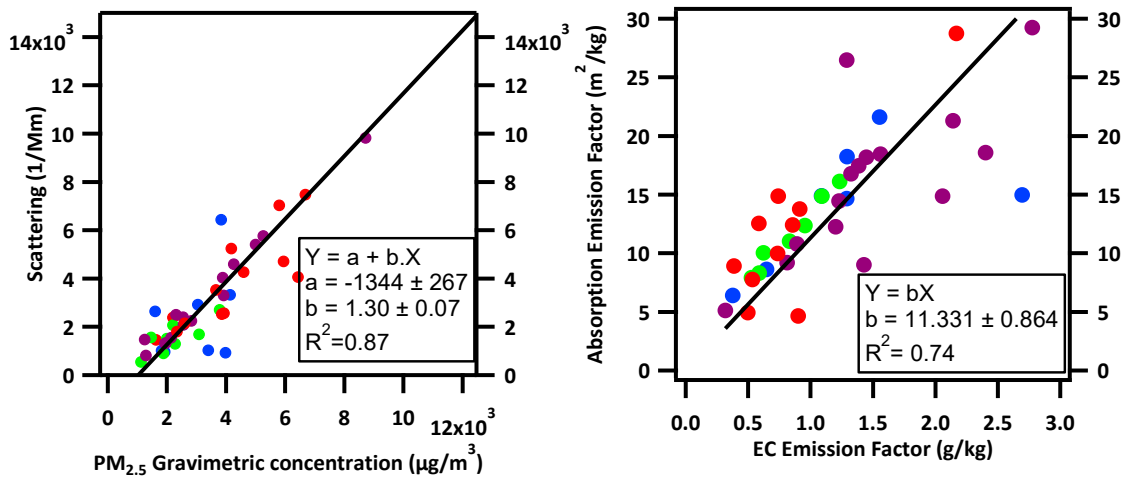 14x10³
12
10
8
6
4
2
0
Scattering (1/Mm)
14x10³
12
10
8
6
4
2
0
Y = a + b.X
a = -1344 ± 267
b = 1.30 ± 0.07
R²=0.87
0 2 4 6 8 10 12x10³
PM₂.₅ Gravimetric concentration (µg/m³)
30
25
20
15
10
5
0
Absorption Emission Factor (m²/kg)
30
25
20
15
10
5
0
Y = bX
b = 11.331 ± 0.864
R²= 0.74
0.0 0.5 1.0 1.5 2.0 2.5 3.0
EC Emission Factor (g/kg)